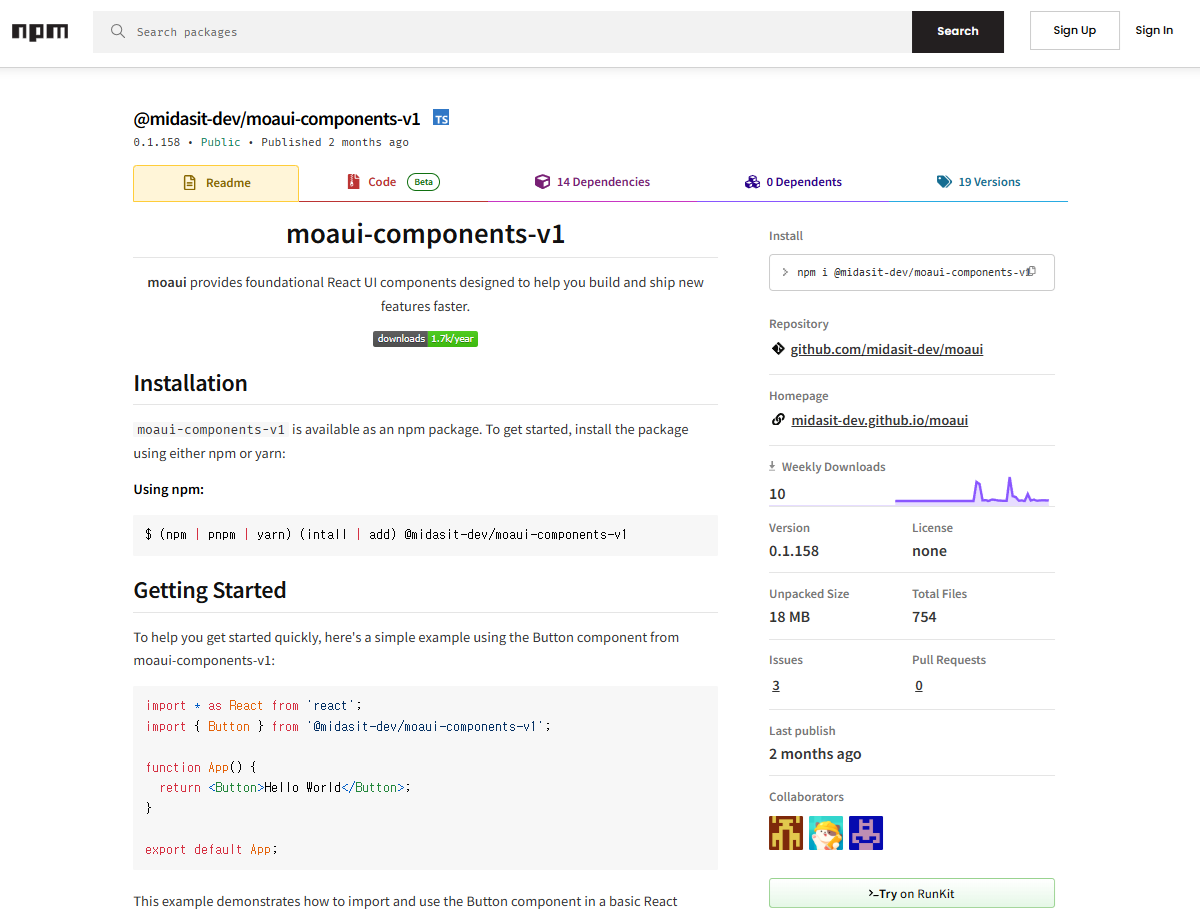 npm
Search packages
Search
Sign Up
Sign In
@midasit-dev/moaui-components-v1 TS
0.1.158 • Public • Published 2 months ago
Readme
Code Beta
14 Dependencies
0 Dependents
19 Versions
moaui-components-v1
moaui provides foundational React UI components designed to help you build and ship new
features faster.
downloads 1.7k/year
Installation
moaui-components-v1 is available as an npm package. To get started, install the package
using either npm or yarn:
Using npm:
$ (npm | pnpm | yarn) (intall | add) @midasit-dev/moaui-components-v1
Getting Started
To help you get started quickly, here's a simple example using the Button component from
moaui-components-v1:
import * as React from 'react';
import { Button } from '@midasit-dev/moaui-components-v1';
function App() {
return <Button>Hello World</Button>;
}
export default App;
This example demonstrates how to import and use the Button component in a basic React
Install
npm i @midasit-dev/moaui-components-v1
Repository
github.com/midasit-dev/moaui
Homepage
midasit-dev.github.io/moaui
Weekly Downloads
10
Version
0.1.158
License
none
Unpacked Size
18 MB
Total Files
754
Issues
3
Pull Requests
0
Last publish
2 months ago
Collaborators
>-Try on RunKit